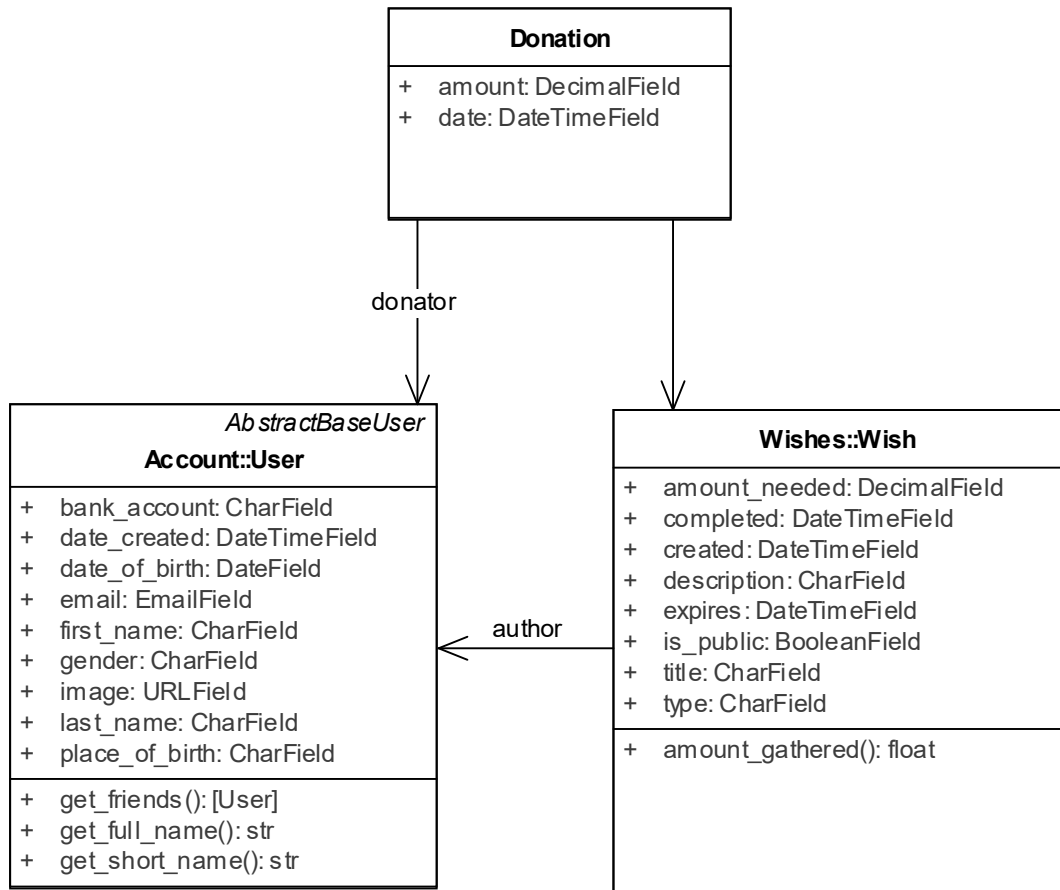 Donation
+ amount: DecimalField
+ date: DateTimeField
donator
AbstractBaseUser
Account::User
+ bank_account: CharField
+ date_created: DateTimeField
+ date_of_birth: DateField
+ email: EmailField
+ first_name: CharField
+ gender: CharField
+ image: URLField
+ last_name: CharField
+ place_of_birth: CharField
+ get_friends(): [User]
+ get_full_name(): str
+ get_short_name(): str
author
Wishes::Wish
+ amount_needed: DecimalField
+ completed: DateTimeField
+ created: DateTimeField
+ description: CharField
+ expires: DateTimeField
+ is_public: BooleanField
+ title: CharField
+ type: CharField
+ amount_gathered(): float